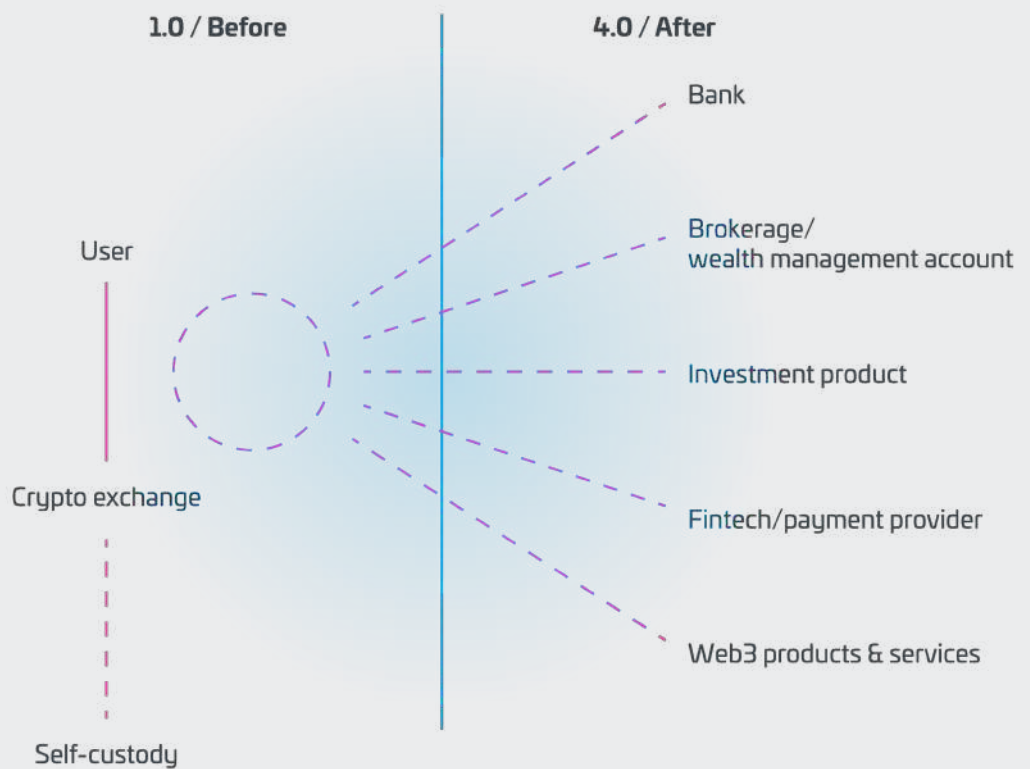 1.0 / Before
4.0 / After
User
Crypto exchange
Self-custody
Bank
Brokerage/
wealth management account
Investment product
Fintech/payment provider
Web3 products & services